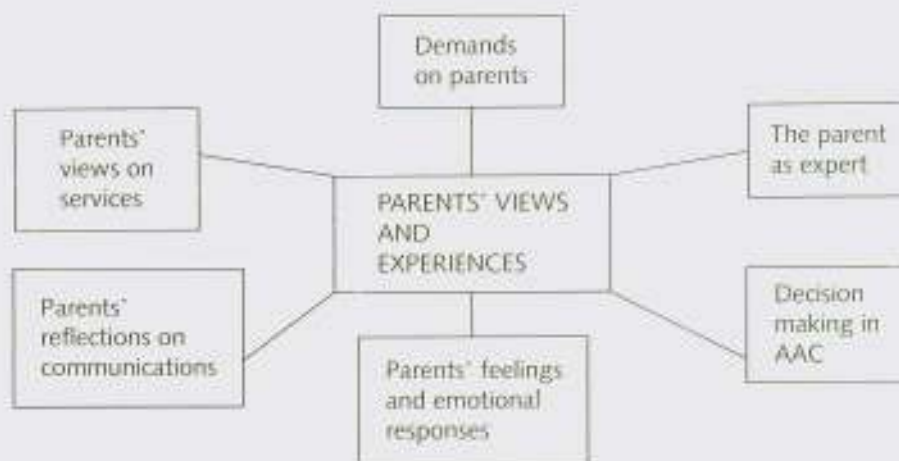 Demands
on parents
Parents'
views on
services
The parent
as expert
PARENTS' VIEWS
AND
EXPERIENCES
Parents'
reflections on
communications
Decision
making in
AAC
Parents' feelings
and emotional
responses